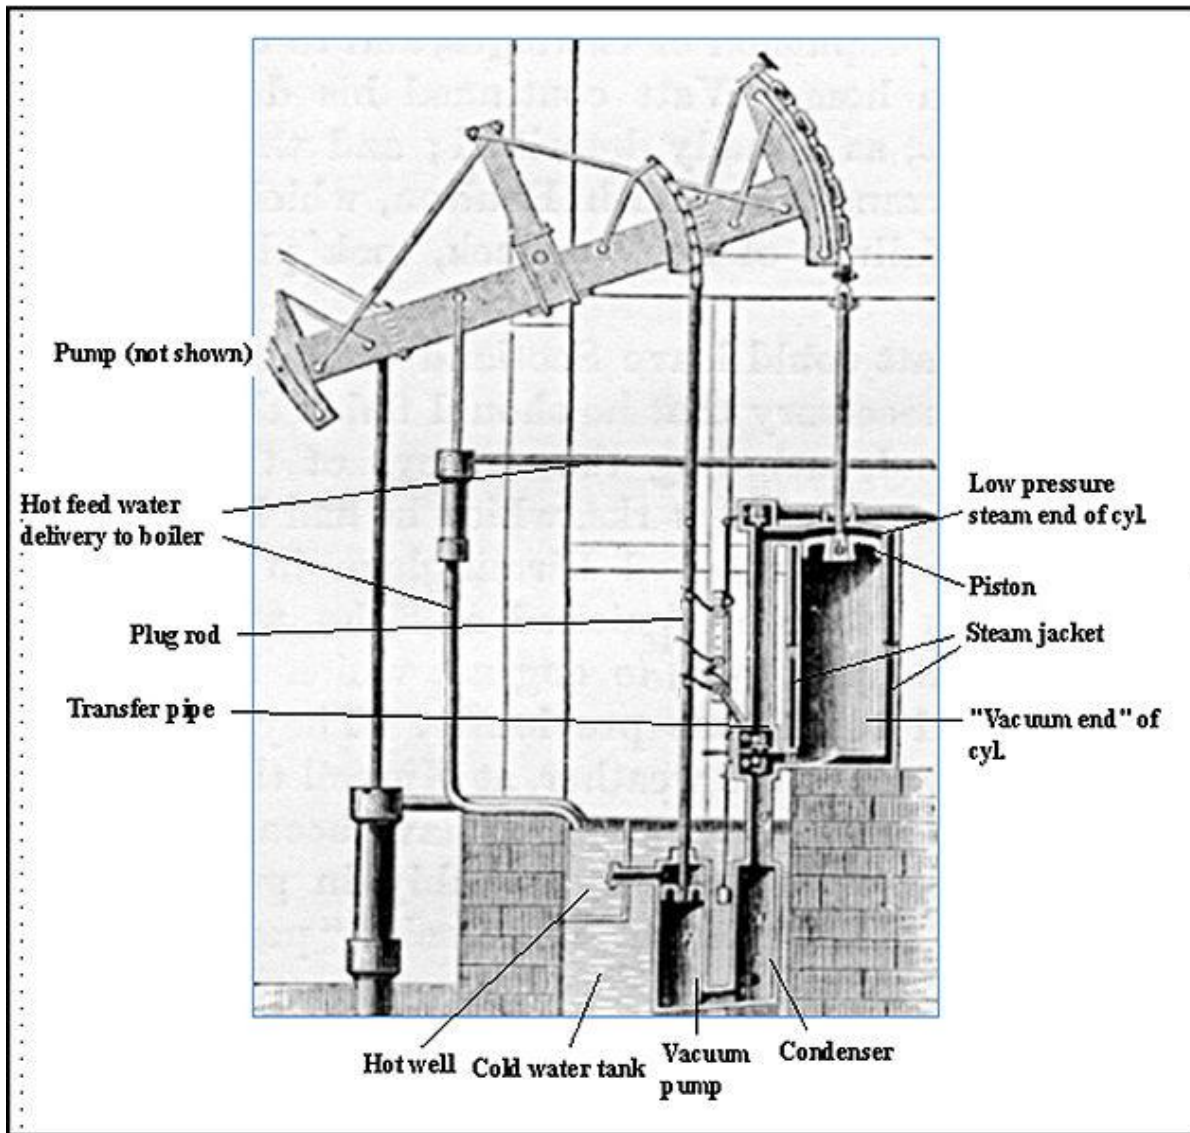 Pump (not shown)
Hot feed water
delivery to boiler
Plug rod
Transfer pipe
Low pressure
steam end of cyl.
Piston
Steam jacket
"Vacuum end" of
cyl.
Hot well
Cold water tank
Vacuum
pump
Condenser